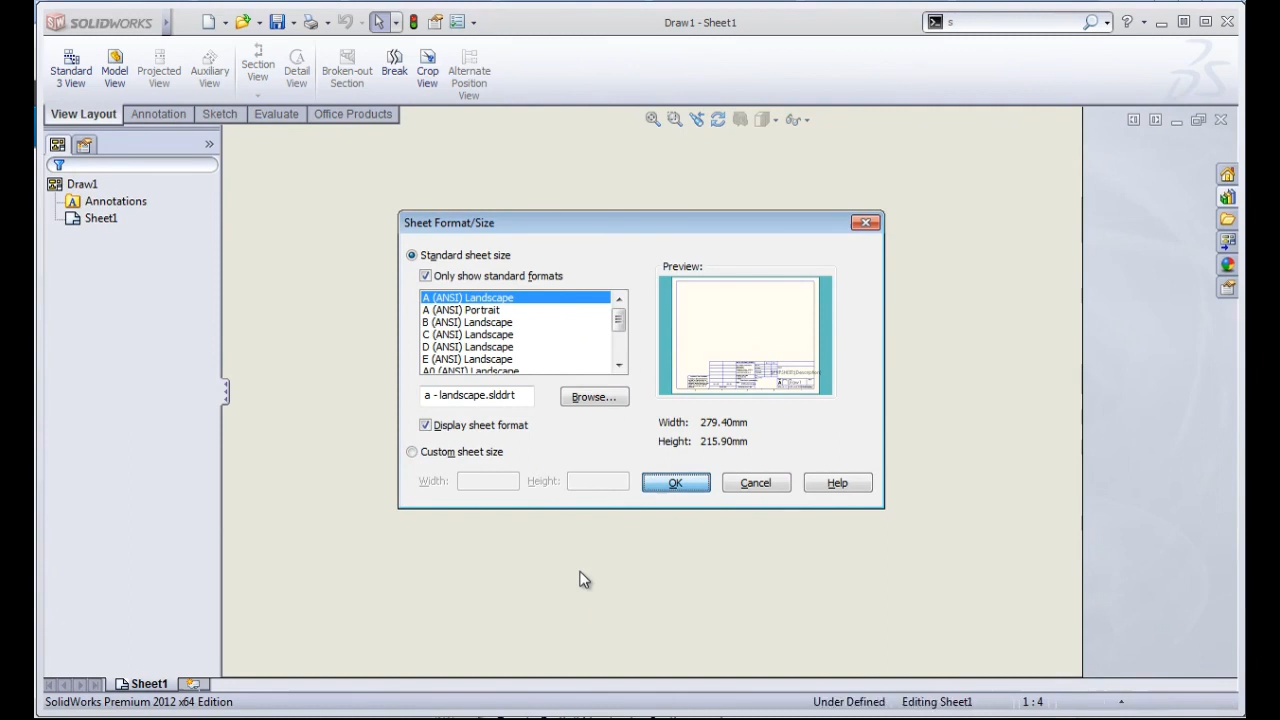 SOLIDWORKS
Draw1 - Sheet1
s
Standard 3 View
Model View
Projected View
Auxiliary View
Section View
Detail View
Broken-out Section
Break
Crop View
Alternate Position View
View Layout
Annotation
Sketch
Evaluate
Office Products
Draw1
Annotations
Sheet1
Sheet Format/Size
Standard sheet size
Only show standard formats
A (ANSI) Landscape
A (ANSI) Portrait
B (ANSI) Landscape
C (ANSI) Landscape
D (ANSI) Landscape
E (ANSI) Landscape
A0 (ANSI) Landscape
a - landscape.slddrt
Browse...
Display sheet format
Custom sheet size
Width:
Height:
Preview:
Width: 279.40mm
Height: 215.90mm
OK
Cancel
Help
Sheet1
SolidWorks Premium 2012 x64 Edition
Under Defined
Editing Sheet1
1 : 4